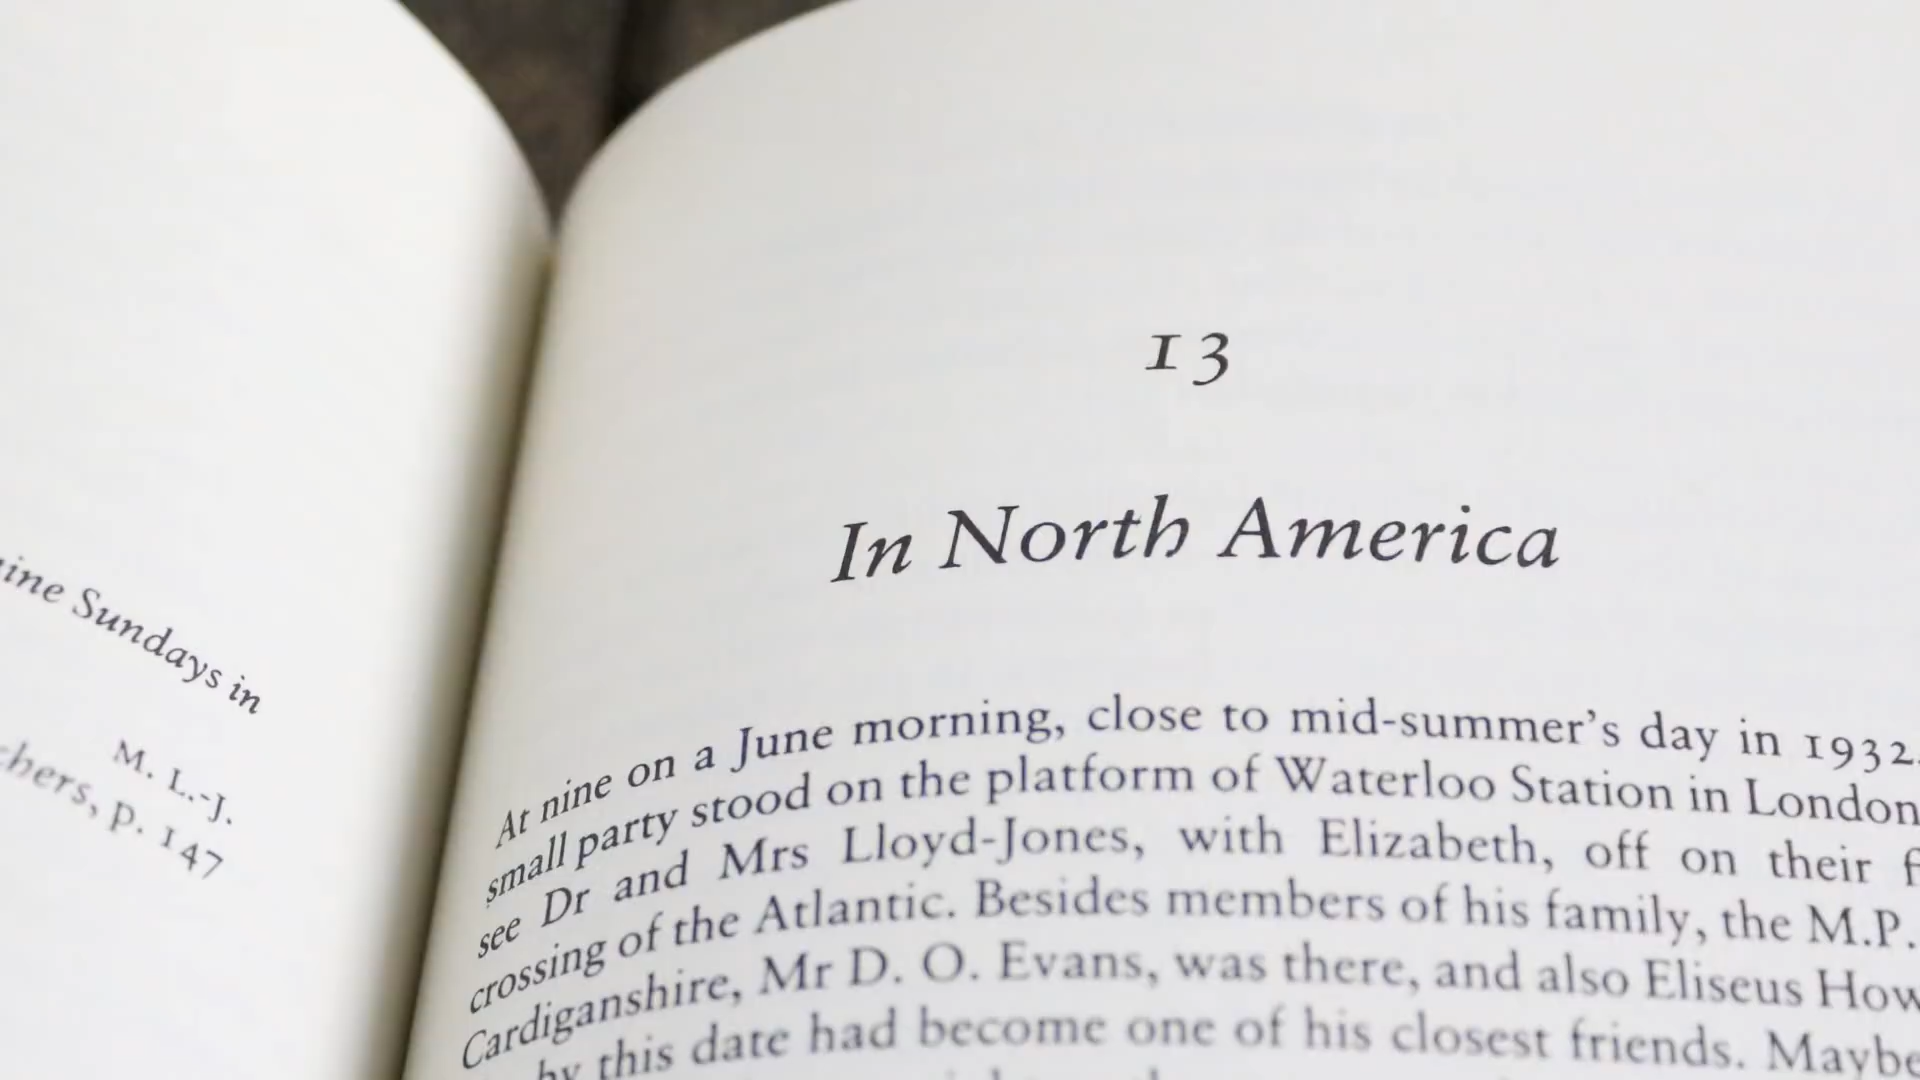 Sundays in
M. L.-J.
p. 147
13
In North America
At nine on a June morning, close to mid-summer's day in 1932,
small party stood on the platform of Waterloo Station in London
see Dr and Mrs Lloyd-Jones, with Elizabeth, off on their
crossing of the Atlantic. Besides members of his family, the M.P.
Cardiganshire, Mr D. O. Evans, was there, and also Eliseus
by this date had become one of his closest friends. Maybe